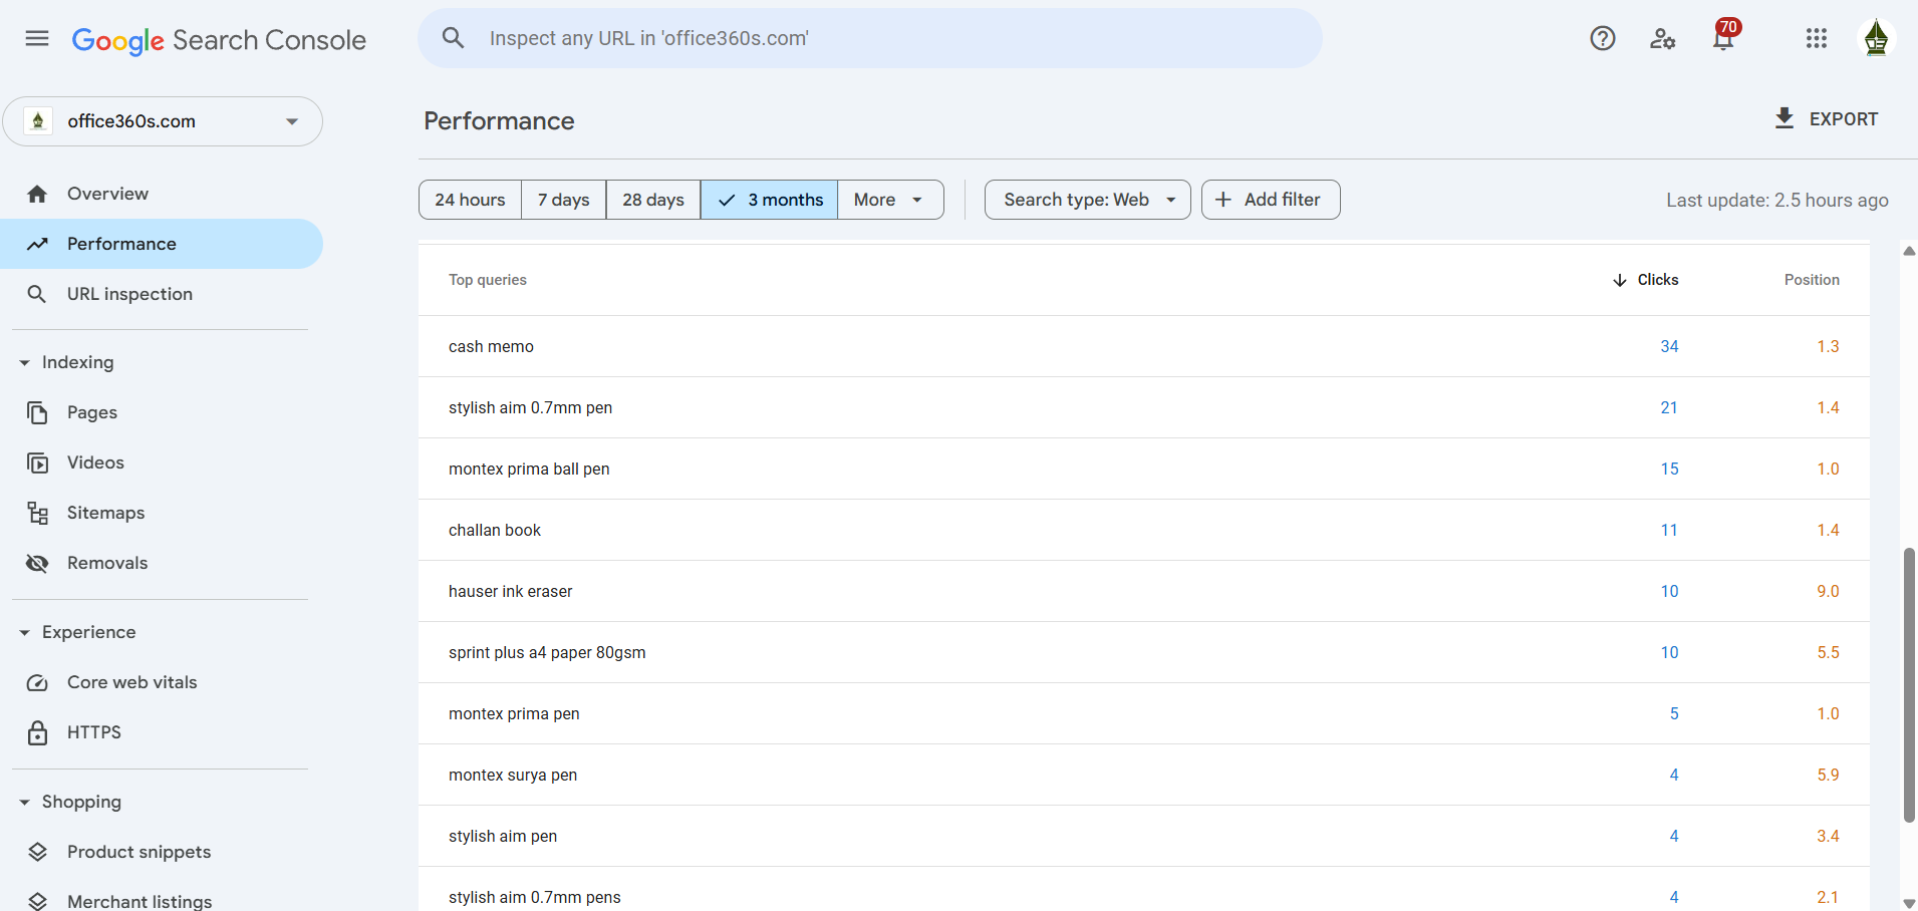 Google Search Console
Inspect any URL in 'office360s.com'
70
office360s.com
Performance
EXPORT
24 hours
7 days
28 days
3 months
More
Search type: Web
Add filter
Last update: 2.5 hours ago
Overview
Performance
URL inspection
Indexing
Pages
Videos
Sitemaps
Removals
Experience
Core web vitals
HTTPS
Shopping
Product snippets
Merchant listings
Top queries Clicks Position
cash memo 34 1.3
stylish aim 0.7mm pen 21 1.4
montex prima ball pen 15 1.0
challan book 11 1.4
hauser ink eraser 10 9.0
sprint plus a4 paper 80gsm 10 5.5
montex prima pen 5 1.0
montex surya pen 4 5.9
stylish aim pen 4 3.4
stylish aim 0.7mm pens 4 2.1